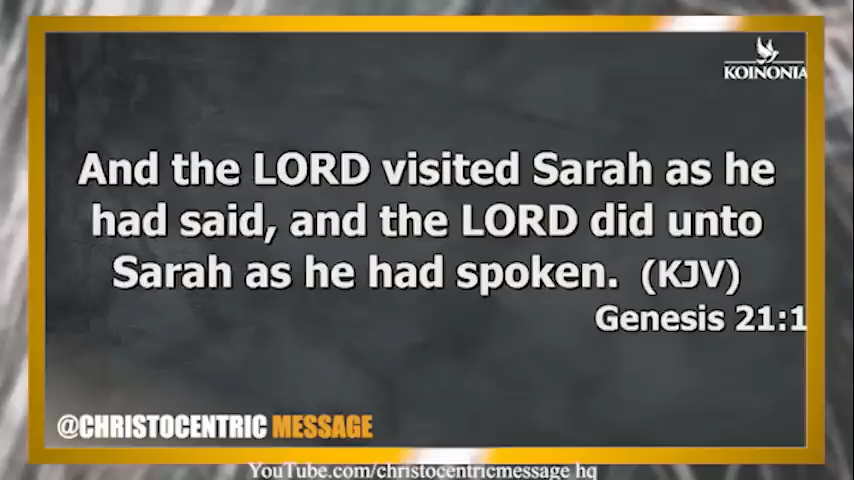 KOINONIA
And the LORD visited Sarah as he
had said, and the LORD did unto
Sarah as he had spoken. (KJV)
Genesis 21:1
@CHRISTOCENTRIC MESSAGE
YouTube.com/christocentricmessage hq